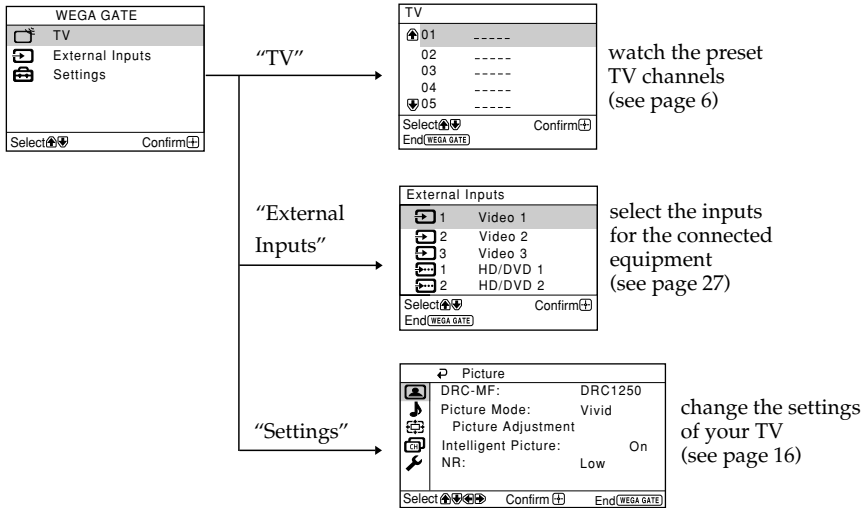 WEGA GATE
TV
External Inputs
Settings
Select Confirm
"TV"
TV
01 -----
02 -----
03 -----
04 -----
05 -----
Select Confirm
End WEGA GATE
watch the preset
TV channels
(see page 6)
"External
Inputs"
External Inputs
1 Video 1
2 Video 2
3 Video 3
1 HD/DVD 1
2 HD/DVD 2
Select Confirm
End WEGA GATE
select the inputs
for the connected
equipment
(see page 27)
"Settings"
Picture
DRC-MF: DRC1250
Picture Mode: Vivid
Picture Adjustment
CH
Intelligent Picture: On
NR: Low
Select Confirm End WEGA GATE
change the settings
of your TV
(see page 16)